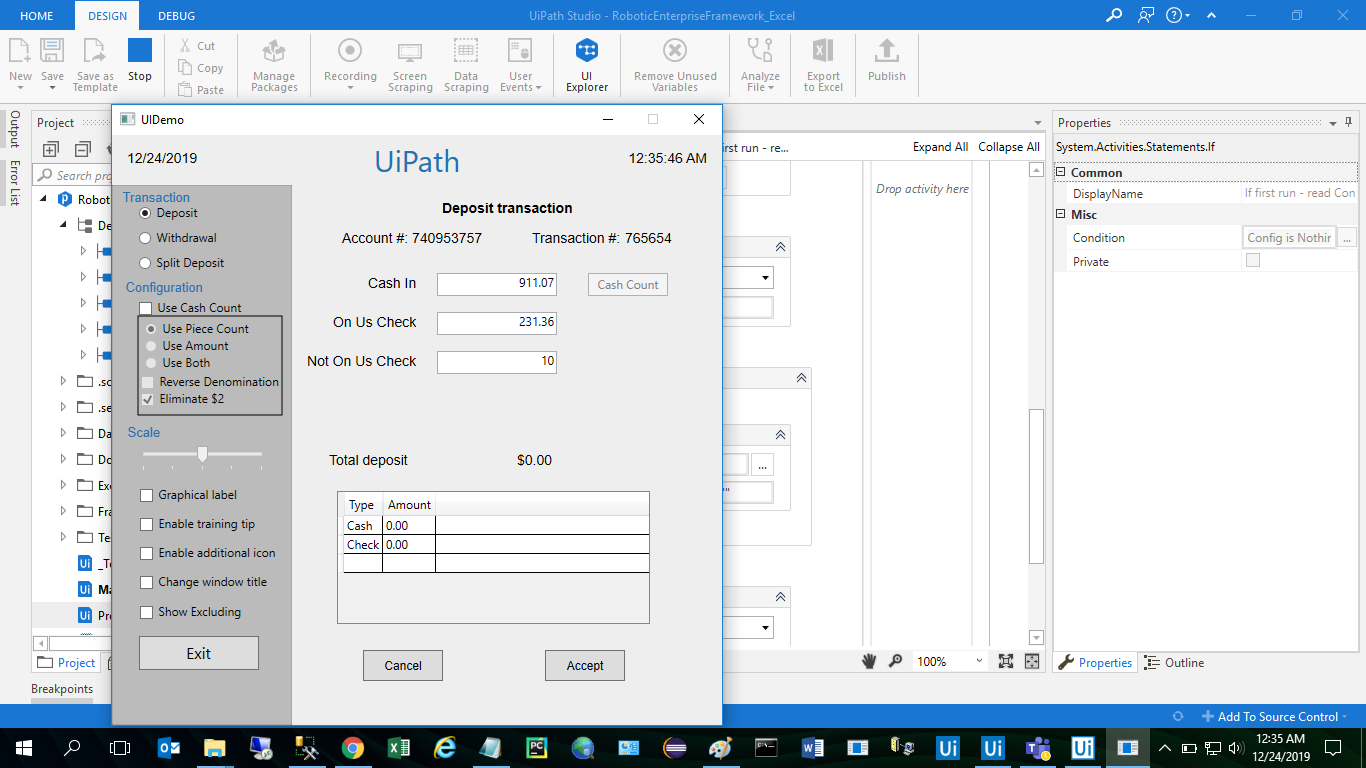 HOME DESIGN DEBUG UiPath Studio - RoboticEnterpriseFramework_Excel
New Save Save as Template Stop Cut Copy Paste Manage Packages Recording Screen Scraping Data Scraping User Events UI Explorer Remove Unused Variables Analyze File Export to Excel Publish
Output
Error List
Project
Search pro
Robot
De
.sc
.se
Da
Do
Exe
Fra
Te
_Te
Ma
Pro
Project
Breakpoints
UIDemo
12/24/2019 UiPath 12:35:46 AM
Transaction
Deposit
Withdrawal
Split Deposit
Configuration
Use Cash Count
Use Piece Count
Use Amount
Use Both
Reverse Denomination
Eliminate $2
Scale
Graphical label
Enable training tip
Enable additional icon
Change window title
Show Excluding
Exit
Deposit transaction
Account #: 740953757 Transaction #: 765654
Cash In 911.07 Cash Count
On Us Check 231.36
Not On Us Check 10
Total deposit $0.00
Type Amount
Cash 0.00
Check 0.00
Cancel Accept
irst run - re... Expand All Collapse All
Drop activity here
...
""
100%
Properties
System.Activities.Statements.If
Common
DisplayName If first run - read Con
Misc
Condition Config is Nothir ...
Private
Properties Outline
Add To Source Control
12:35 AM
12/24/2019